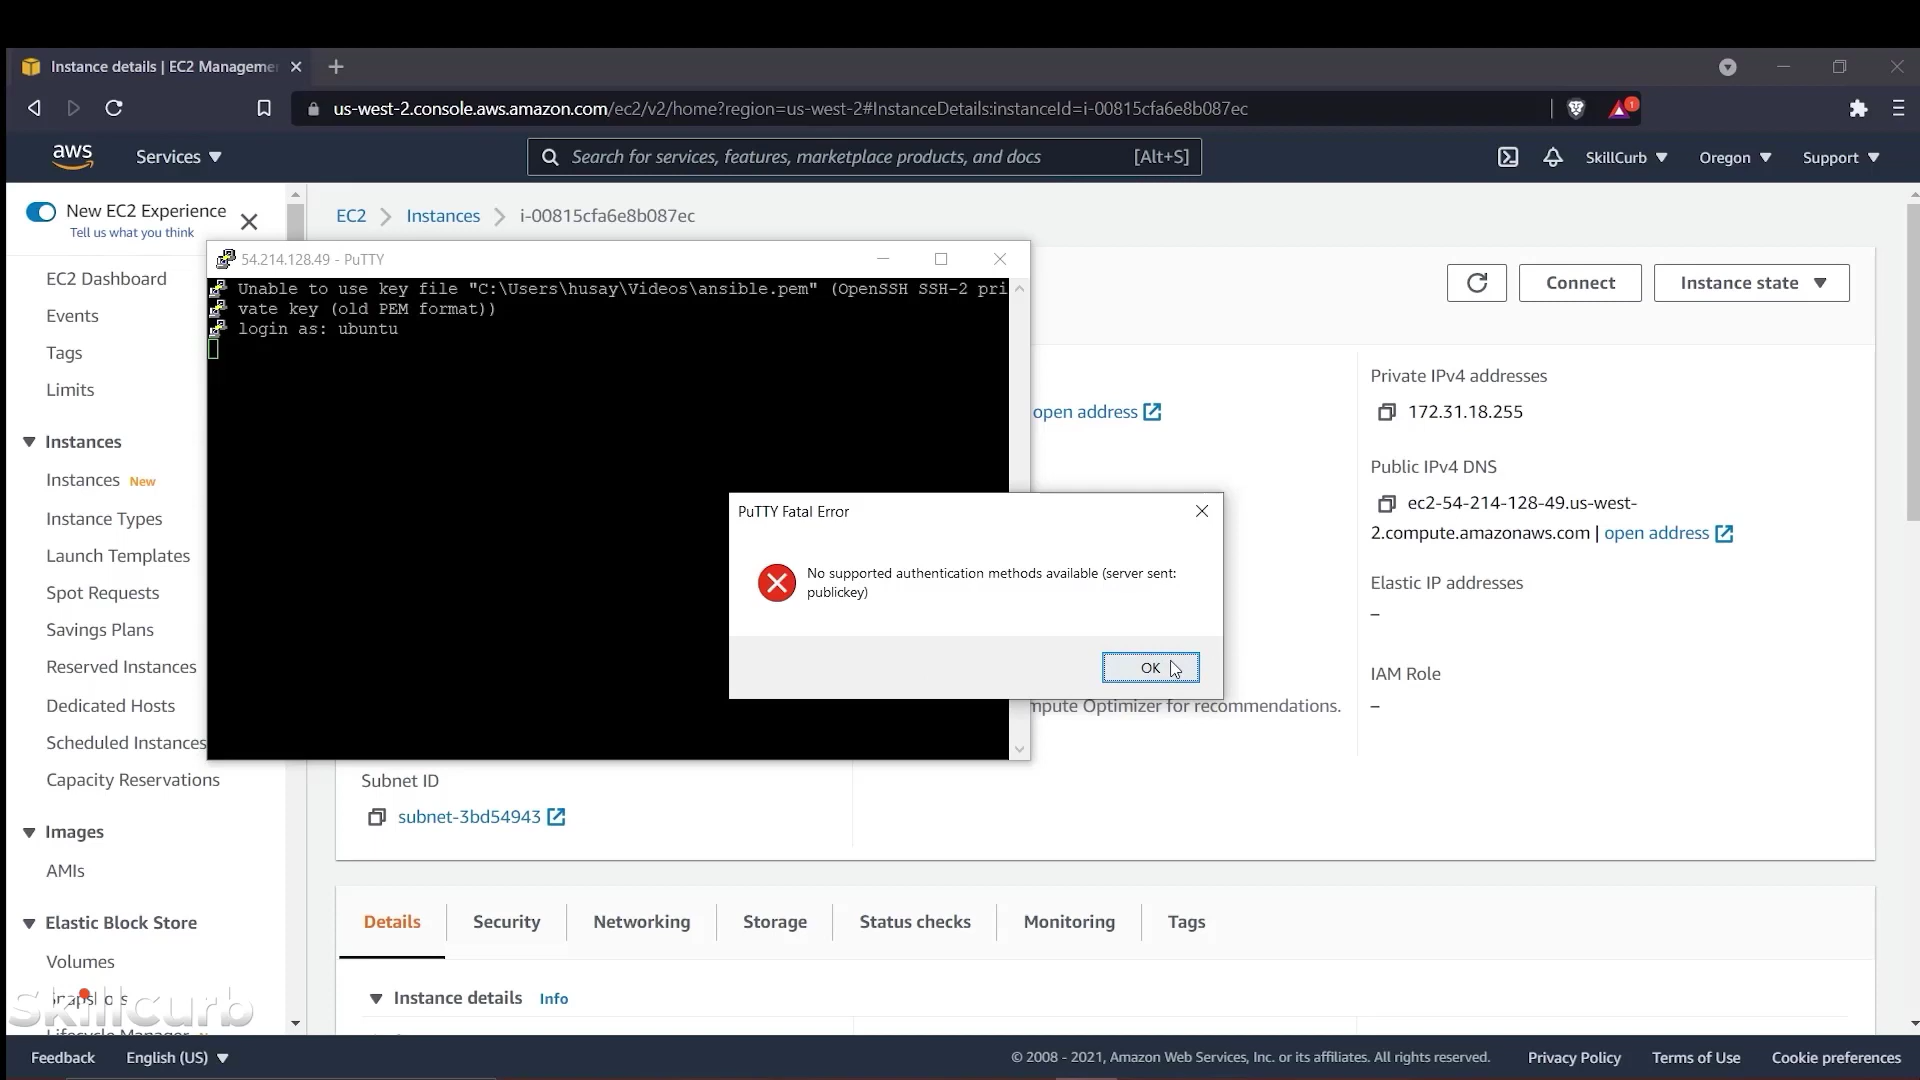 Instance details | EC2 Manageme
us-west-2.console.aws.amazon.com/ec2/v2/home?region=us-west-2#InstanceDetails:instanceId=i-00815cfa6e8b087ec
1
aws
Services
Search for services, features, marketplace products, and docs
[Alt+S]
SkillCurb
Oregon
Support
New EC2 Experience
Tell us what you think
EC2 Dashboard
Events
Tags
Limits
Instances
Instances New
Instance Types
Launch Templates
Spot Requests
Savings Plans
Reserved Instances
Dedicated Hosts
Scheduled Instances
Capacity Reservations
Images
AMIs
Elastic Block Store
Volumes
Snapshots
Lifecycle Manager
Skillcurb
EC2 > Instances > i-00815cfa6e8b087ec
Connect
Instance state
54.214.128.49 - PuTTY
Unable to use key file "C:\Users\husay\Videos\ansible.pem" (OpenSSH SSH-2 pri
vate key (old PEM format))
login as: ubuntu
PuTTY Fatal Error
No supported authentication methods available (server sent:
publickey)
OK
open address
Private IPv4 addresses
172.31.18.255
Public IPv4 DNS
ec2-54-214-128-49.us-west-
2.compute.amazonaws.com | open address
Elastic IP addresses
–
IAM Role
–
mpute Optimizer for recommendations.
Subnet ID
subnet-3bd54943
Details
Security
Networking
Storage
Status checks
Monitoring
Tags
Instance details Info
Feedback
English (US)
© 2008 - 2021, Amazon Web Services, Inc. or its affiliates. All rights reserved.
Privacy Policy
Terms of Use
Cookie preferences